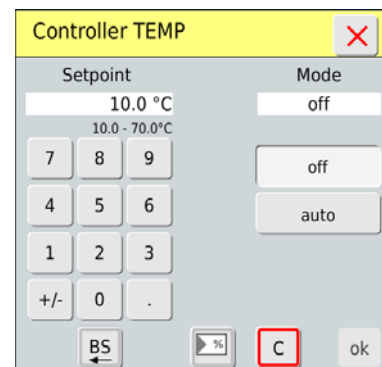 Controller TEMP
Setpoint
Mode
10.0 °C
off
10.0 - 70.0°C
7 8 9
off
4 5 6
auto
1 2 3
+/- 0 .
BS
%
C
ok